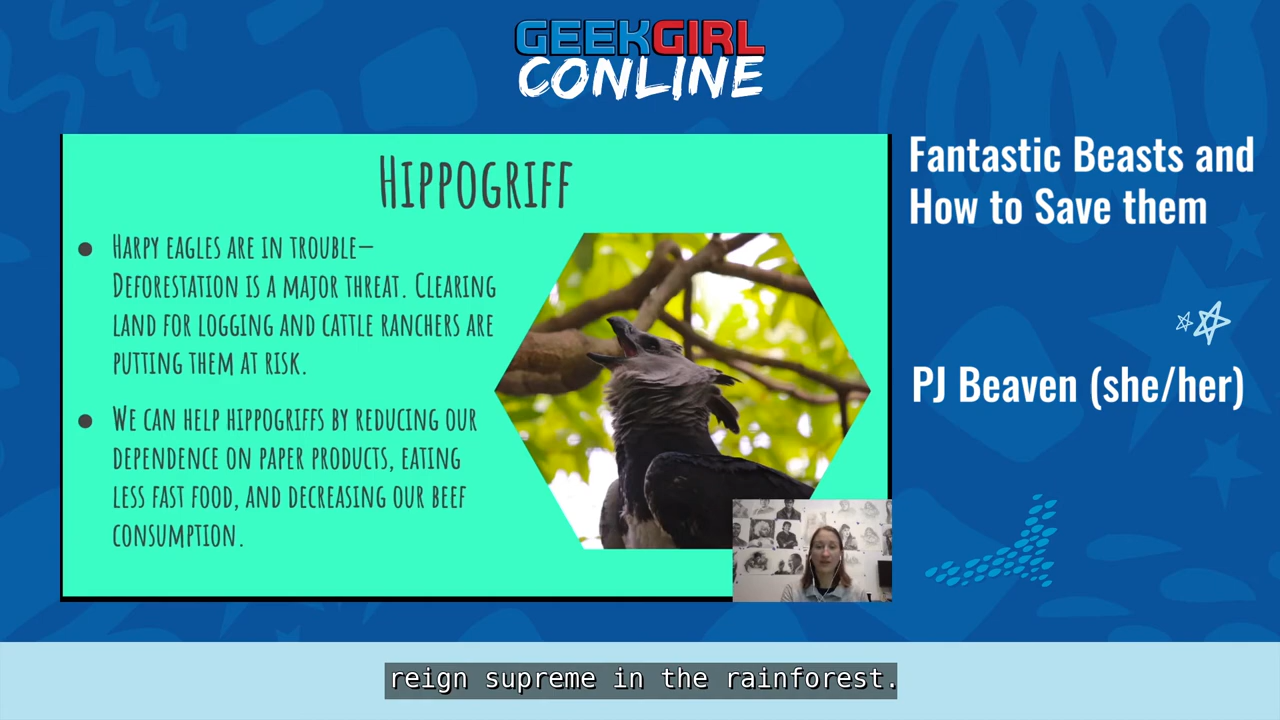 GEEKGIRL
CONLINE
Fantastic Beasts and
How to Save them
PJ Beaven (she/her)
Hippogriff
● Harpy eagles are in trouble—
Deforestation is a major threat. Clearing
land for logging and cattle ranchers are
putting them at risk.
● We can help hippogriffs by reducing our
dependence on paper products, eating
less fast food, and decreasing our beef
consumption.
reign supreme in the rainforest.